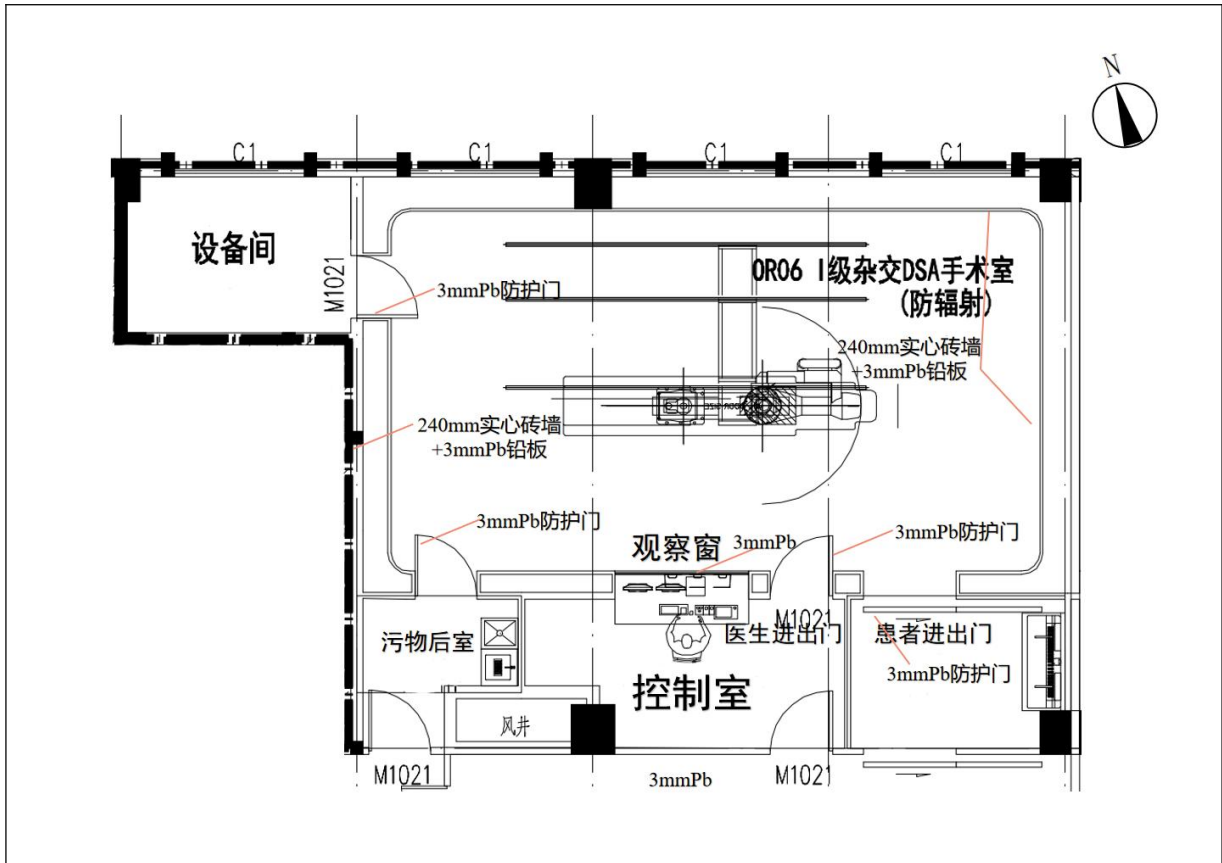 N
C1
C1
C1
C1
设备间
M1021
3mmPb防护门
OR06 I级杂交DSA手术室
(防辐射)
240mm实心砖墙
+3mmPb铅板
240mm实心砖墙
+3mmPb铅板
3mmPb防护门
观察窗
3mmPb
3mmPb防护门
M1021
污物后室
医生进出门
患者进出门
3mmPb防护门
控制室
风井
M1021
3mmPb
M1021